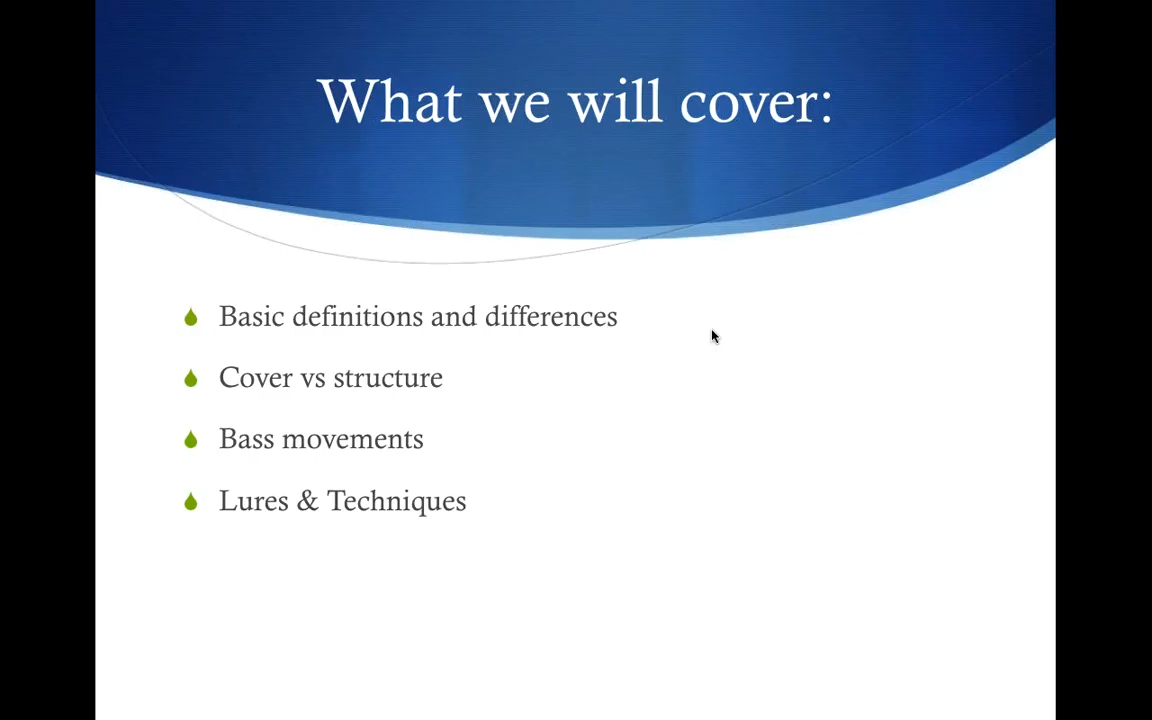 What we will cover:
Basic definitions and differences
Cover vs structure
Bass movements
Lures & Techniques